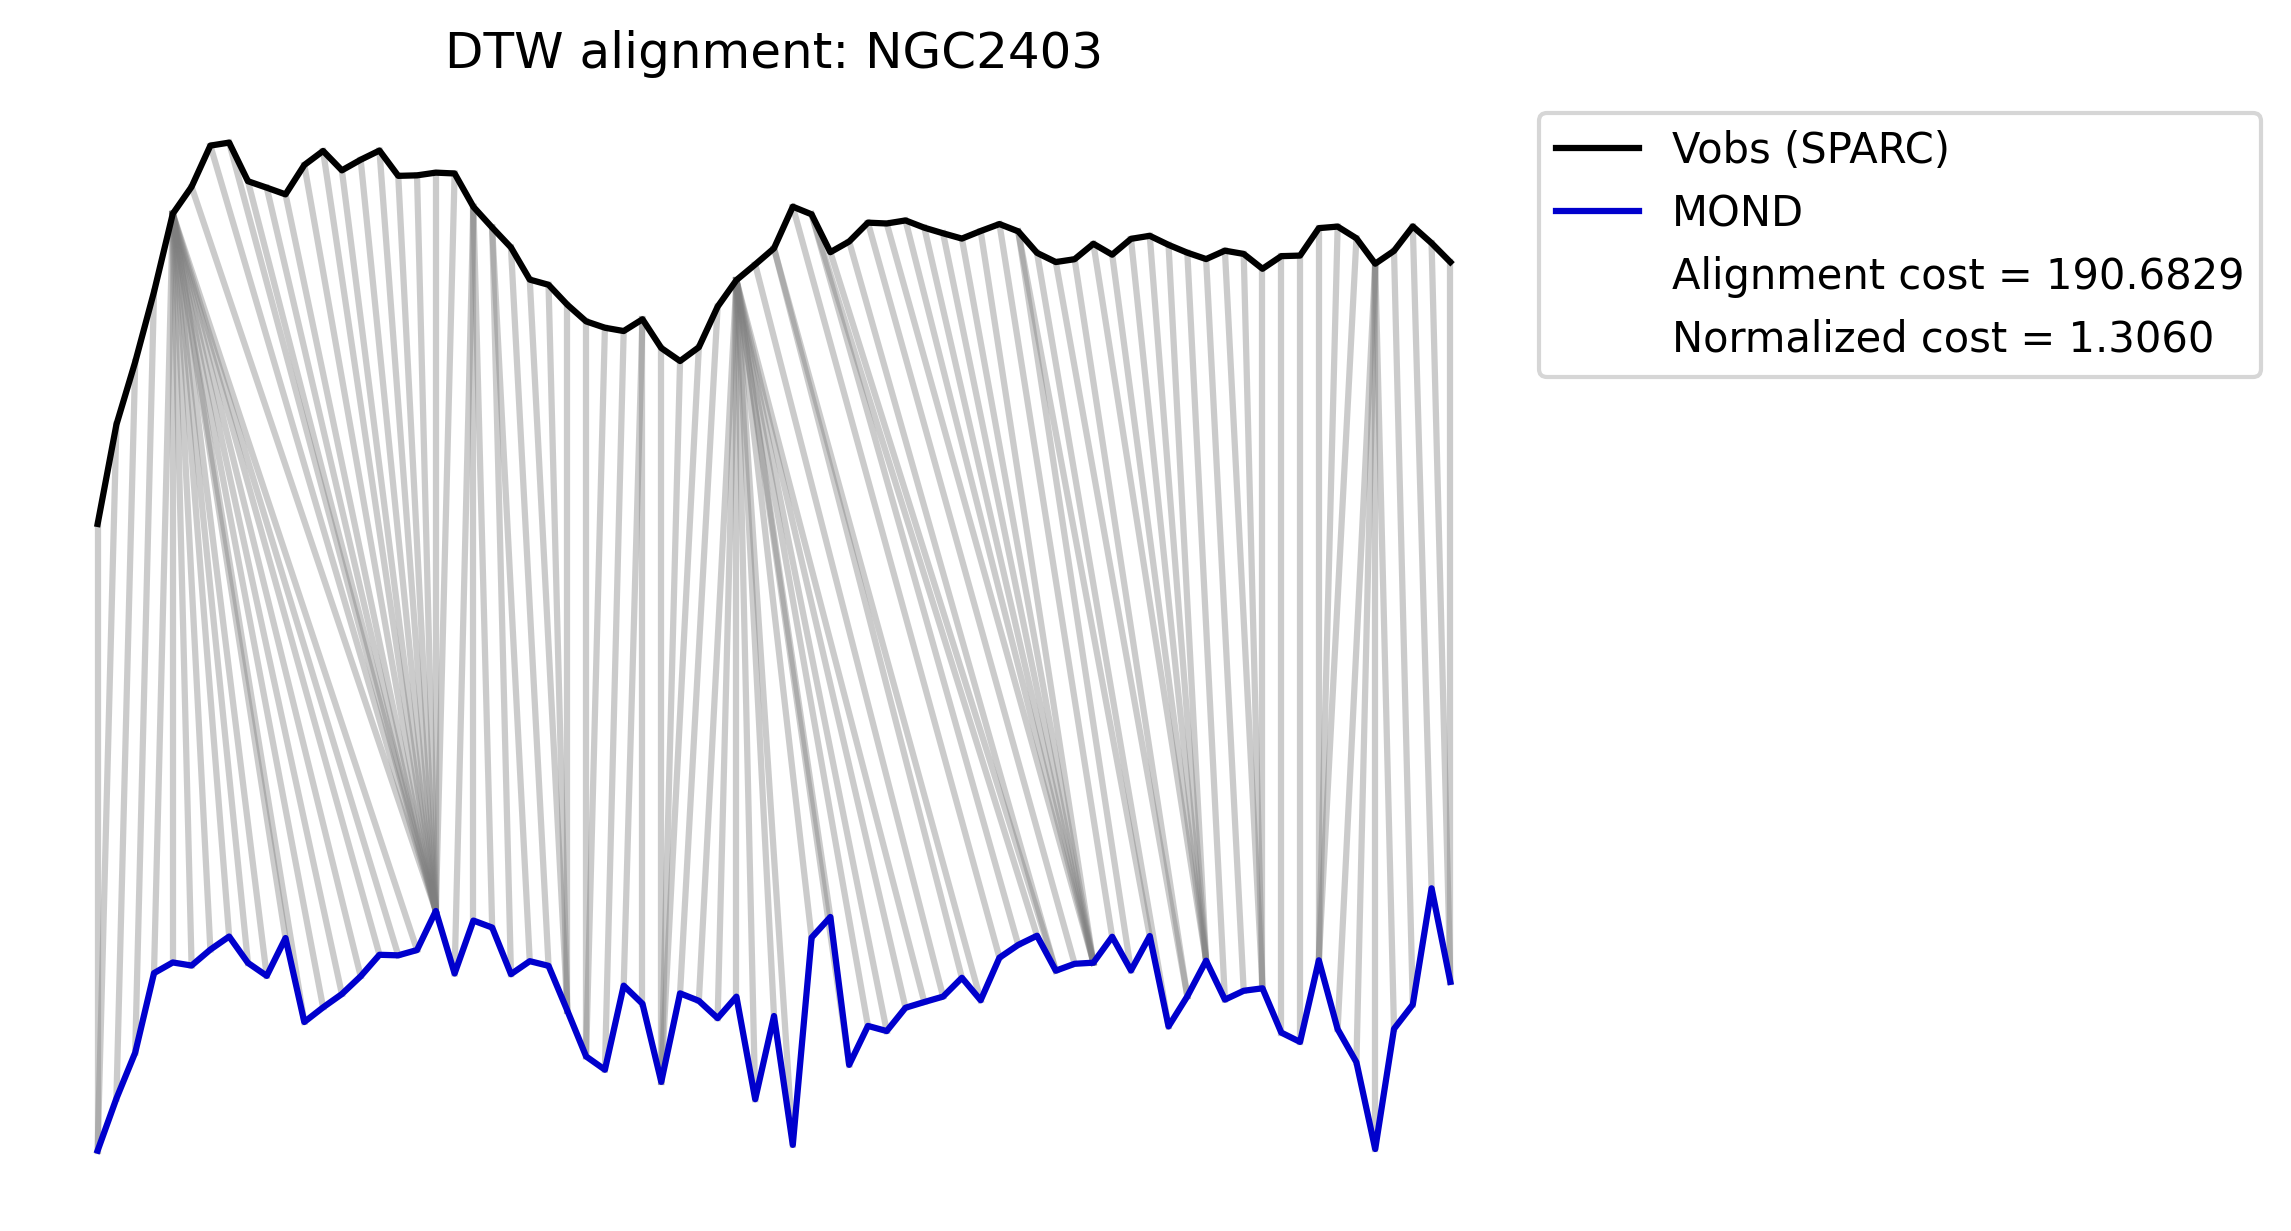 DTW alignment: NGC2403
Vobs (SPARC)
MOND
Alignment cost = 190.6829
Normalized cost = 1.3060